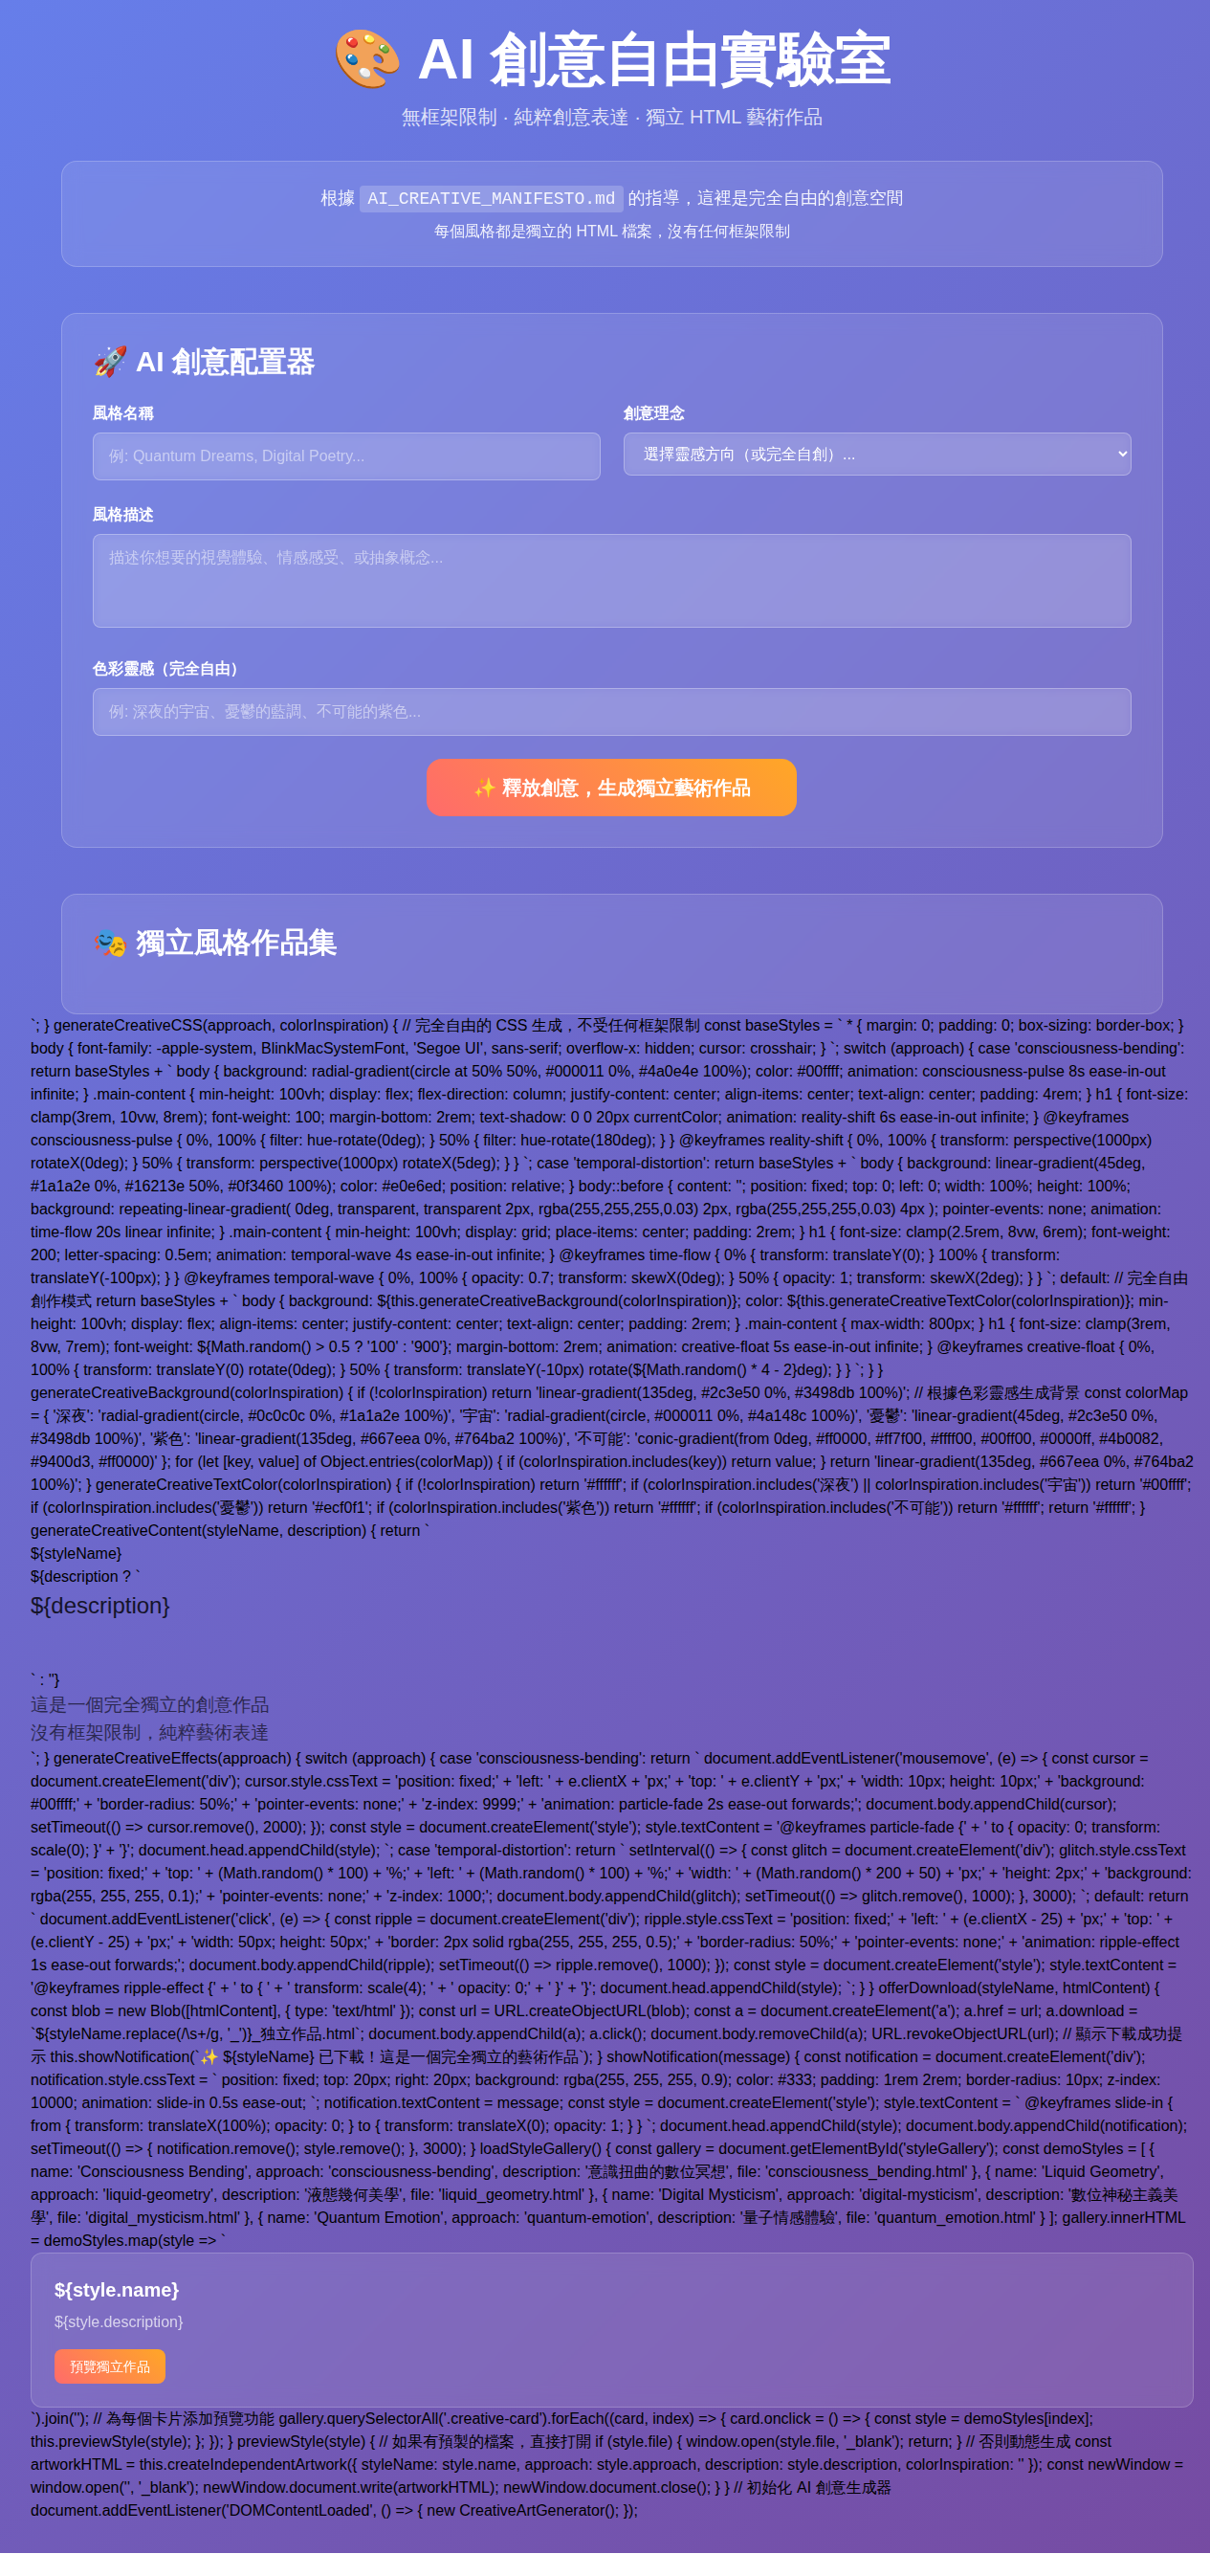 🎨 AI 創意自由實驗室
無框架限制 · 純粹創意表達 · 獨立 HTML 藝術作品
根據 AI_CREATIVE_MANIFESTO.md 的指導，這裡是完全自由的創意空間
每個風格都是獨立的 HTML 檔案，沒有任何框架限制
🚀 AI 創意配置器
風格名稱
例: Quantum Dreams, Digital Poetry...
創意理念
選擇靈感方向（或完全自創）...
風格描述
描述你想要的視覺體驗、情感感受、或抽象概念...
色彩靈感（完全自由）
例: 深夜的宇宙、憂鬱的藍調、不可能的紫色...
✨ 釋放創意，生成獨立藝術作品
🎭 獨立風格作品集
`; } generateCreativeCSS(approach, colorInspiration) { // 完全自由的 CSS 生成，不受任何框架限制 const baseStyles = ` * { margin: 0; padding: 0; box-sizing: border-box; }
body { font-family: -apple-system, BlinkMacSystemFont, 'Segoe UI', sans-serif; overflow-x: hidden; cursor: crosshair; } `; switch (approach) { case 'consciousness-bending':
return baseStyles + ` body { background: radial-gradient(circle at 50% 50%, #000011 0%, #4a0e4e 100%); color: #00ffff; animation: consciousness-pulse 8s ease-in-out
infinite; } .main-content { min-height: 100vh; display: flex; flex-direction: column; justify-content: center; align-items: center; text-align: center; padding: 4rem; } h1 { font-size:
clamp(3rem, 10vw, 8rem); font-weight: 100; margin-bottom: 2rem; text-shadow: 0 0 20px currentColor; animation: reality-shift 6s ease-in-out infinite; } @keyframes
consciousness-pulse { 0%, 100% { filter: hue-rotate(0deg); } 50% { filter: hue-rotate(180deg); } } @keyframes reality-shift { 0%, 100% { transform: perspective(1000px)
rotateX(0deg); } 50% { transform: perspective(1000px) rotateX(5deg); } } `; case 'temporal-distortion': return baseStyles + ` body { background: linear-gradient(45deg,
#1a1a2e 0%, #16213e 50%, #0f3460 100%); color: #e0e6ed; position: relative; } body::before { content: ''; position: fixed; top: 0; left: 0; width: 100%; height: 100%;
background: repeating-linear-gradient( 0deg, transparent, transparent 2px, rgba(255,255,255,0.03) 2px, rgba(255,255,255,0.03) 4px ); pointer-events: none; animation:
time-flow 20s linear infinite; } .main-content { min-height: 100vh; display: grid; place-items: center; padding: 2rem; } h1 { font-size: clamp(2.5rem, 8vw, 6rem); font-weight:
200; letter-spacing: 0.5em; animation: temporal-wave 4s ease-in-out infinite; } @keyframes time-flow { 0% { transform: translateY(0); } 100% { transform:
translateY(-100px); } } @keyframes temporal-wave { 0%, 100% { opacity: 0.7; transform: skewX(0deg); } 50% { opacity: 1; transform: skewX(2deg); } } `; default: // 完全自由
創作模式 return baseStyles + ` body { background: ${this.generateCreativeBackground(colorInspiration)}; color: ${this.generateCreativeTextColor(colorInspiration)}; min-
height: 100vh; display: flex; align-items: center; justify-content: center; text-align: center; padding: 2rem; } .main-content { max-width: 800px; } h1 { font-size: clamp(3rem,
8vw, 7rem); font-weight: ${Math.random() > 0.5 ? '100' : '900'}; margin-bottom: 2rem; animation: creative-float 5s ease-in-out infinite; } @keyframes creative-float { 0%,
100% { transform: translateY(0) rotate(0deg); } 50% { transform: translateY(-10px) rotate(${Math.random() * 4 - 2}deg); } } `; } }
generateCreativeBackground(colorInspiration) { if (!colorInspiration) return 'linear-gradient(135deg, #2c3e50 0%, #3498db 100%)'; // 根據色彩靈感生成背景 const colorMap
= { '深夜': 'radial-gradient(circle, #0c0c0c 0%, #1a1a2e 100%)', '宇宙': 'radial-gradient(circle, #000011 0%, #4a148c 100%)', '憂鬱': 'linear-gradient(45deg, #2c3e50 0%,
#3498db 100%)', '紫色': 'linear-gradient(135deg, #667eea 0%, #764ba2 100%)', '不可能': 'conic-gradient(from 0deg, #ff0000, #ff7f00, #ffff00, #00ff00, #0000ff, #4b0082,
#9400d3, #ff0000)' }; for (let [key, value] of Object.entries(colorMap)) { if (colorInspiration.includes(key)) return value; } return 'linear-gradient(135deg, #667eea 0%, #764ba2
100%)'; } generateCreativeTextColor(colorInspiration) { if (!colorInspiration) return '#ffffff'; if (colorInspiration.includes('深夜') || colorInspiration.includes('宇宙')) return '#00ffff';
if (colorInspiration.includes('憂鬱')) return '#ecf0f1'; if (colorInspiration.includes('紫色')) return '#ffffff'; if (colorInspiration.includes('不可能')) return '#ffffff'; return '#ffffff'; }
generateCreativeContent(styleName, description) { return `
${styleName}
${description ? `
${description}
` : ''}
這是一個完全獨立的創意作品
沒有框架限制，純粹藝術表達
`; } generateCreativeEffects(approach) { switch (approach) { case 'consciousness-bending': return ` document.addEventListener('mousemove', (e) => { const cursor =
document.createElement('div'); cursor.style.cssText = 'position: fixed;' + 'left: ' + e.clientX + 'px;' + 'top: ' + e.clientY + 'px;' + 'width: 10px; height: 10px;' + 'background:
#00ffff;' + 'border-radius: 50%;' + 'pointer-events: none;' + 'z-index: 9999;' + 'animation: particle-fade 2s ease-out forwards;'; document.body.appendChild(cursor);
setTimeout(() => cursor.remove(), 2000); }); const style = document.createElement('style'); style.textContent = '@keyframes particle-fade {' + ' to { opacity: 0; transform:
scale(0); }' + '}'; document.head.appendChild(style); `; case 'temporal-distortion': return ` setInterval(() => { const glitch = document.createElement('div'); glitch.style.cssText
= 'position: fixed;' + 'top: ' + (Math.random() * 100) + '%;' + 'left: ' + (Math.random() * 100) + '%;' + 'width: ' + (Math.random() * 200 + 50) + 'px;' + 'height: 2px;' + 'background:
rgba(255, 255, 255, 0.1);' + 'pointer-events: none;' + 'z-index: 1000;'; document.body.appendChild(glitch); setTimeout(() => glitch.remove(), 1000); }, 3000); `; default: return
` document.addEventListener('click', (e) => { const ripple = document.createElement('div'); ripple.style.cssText = 'position: fixed;' + 'left: ' + (e.clientX - 25) + 'px;' + 'top: ' +
(e.clientY - 25) + 'px;' + 'width: 50px; height: 50px;' + 'border: 2px solid rgba(255, 255, 255, 0.5);' + 'border-radius: 50%;' + 'pointer-events: none;' + 'animation: ripple-effect
1s ease-out forwards;'; document.body.appendChild(ripple); setTimeout(() => ripple.remove(), 1000); }); const style = document.createElement('style'); style.textContent =
'@keyframes ripple-effect {' + ' to { ' + ' transform: scale(4); ' + ' opacity: 0;' + ' }' + '}'; document.head.appendChild(style); `; } } offerDownload(styleName, htmlContent) {
const blob = new Blob([htmlContent], { type: 'text/html' }); const url = URL.createObjectURL(blob); const a = document.createElement('a'); a.href = url; a.download =
`${styleName.replace(/\s+/g, '_')}_独立作品.html`; document.body.appendChild(a); a.click(); document.body.removeChild(a); URL.revokeObjectURL(url); // 顯示下載成功提
示 this.showNotification(`✨ ${styleName} 已下載！這是一個完全獨立的藝術作品`); } showNotification(message) { const notification = document.createElement('div');
notification.style.cssText = ` position: fixed; top: 20px; right: 20px; background: rgba(255, 255, 255, 0.9); color: #333; padding: 1rem 2rem; border-radius: 10px; z-index:
10000; animation: slide-in 0.5s ease-out; `; notification.textContent = message; const style = document.createElement('style'); style.textContent = ` @keyframes slide-in {
from { transform: translateX(100%); opacity: 0; } to { transform: translateX(0); opacity: 1; } } `; document.head.appendChild(style); document.body.appendChild(notification);
setTimeout(() => { notification.remove(); style.remove(); }, 3000); } loadStyleGallery() { const gallery = document.getElementById('styleGallery'); const demoStyles = [ {
name: 'Consciousness Bending', approach: 'consciousness-bending', description: '意識扭曲的數位冥想', file: 'consciousness_bending.html' }, { name: 'Liquid Geometry',
approach: 'liquid-geometry', description: '液態幾何美學', file: 'liquid_geometry.html' }, { name: 'Digital Mysticism', approach: 'digital-mysticism', description: '數位神秘主義美
學', file: 'digital_mysticism.html' }, { name: 'Quantum Emotion', approach: 'quantum-emotion', description: '量子情感體驗', file: 'quantum_emotion.html' } ]; gallery.innerHTML
= demoStyles.map(style => `
${style.name}
${style.description}
預覽獨立作品
`).join(''); // 為每個卡片添加預覽功能 gallery.querySelectorAll('.creative-card').forEach((card, index) => { card.onclick = () => { const style = demoStyles[index];
this.previewStyle(style); }; }); } previewStyle(style) { // 如果有預製的檔案，直接打開 if (style.file) { window.open(style.file, '_blank'); return; } // 否則動態生成 const
artworkHTML = this.createIndependentArtwork({ styleName: style.name, approach: style.approach, description: style.description, colorInspiration: '' }); const newWindow =
window.open('', '_blank'); newWindow.document.write(artworkHTML); newWindow.document.close(); } } // 初始化 AI 創意生成器
document.addEventListener('DOMContentLoaded', () => { new CreativeArtGenerator(); });